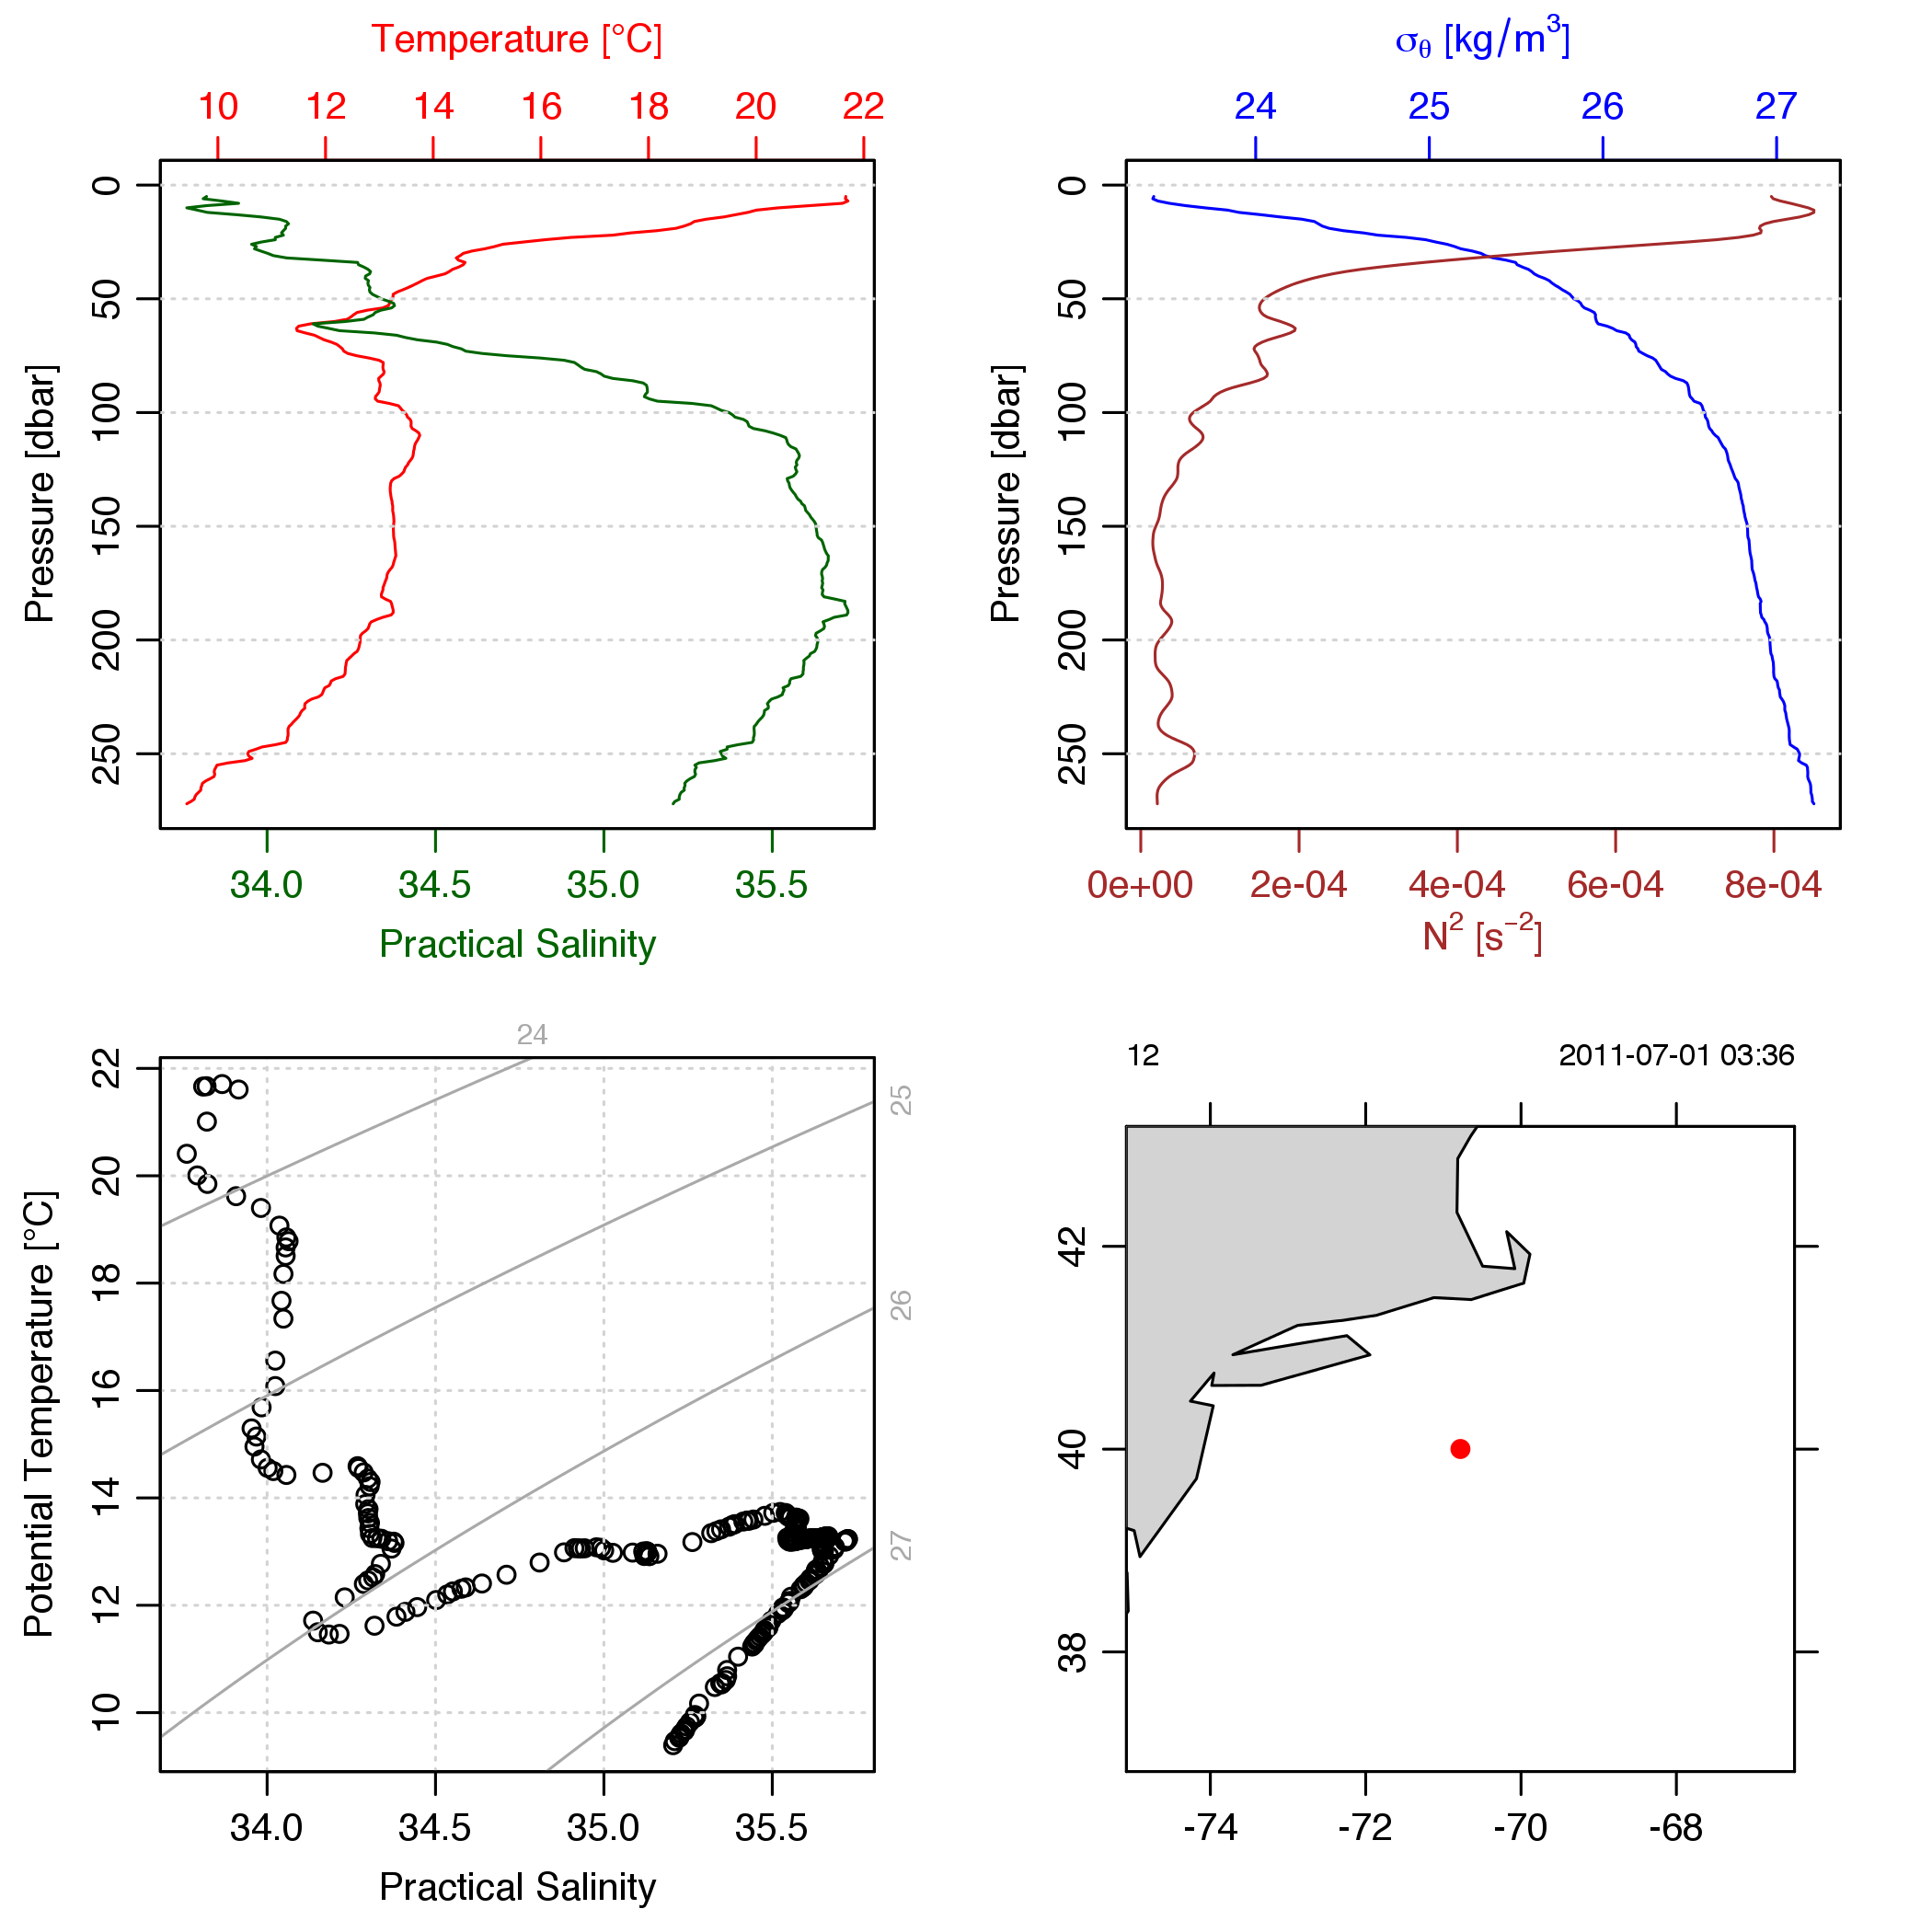 Temperature [°C]
10 12 14 16 18 20 22
0
50
100
150
200
250
Pressure [dbar]
34.0 34.5 35.0 35.5
Practical Salinity
σθ [kg/m³]
24 25 26 27
0
50
100
150
200
250
Pressure [dbar]
0e+00 2e-04 4e-04 6e-04 8e-04
N² [s⁻²]
24
25
26
27
22
20
18
16
14
12
10
Potential Temperature [°C]
34.0 34.5 35.0 35.5
Practical Salinity
12 2011-07-01 03:36
42
40
38
-74 -72 -70 -68